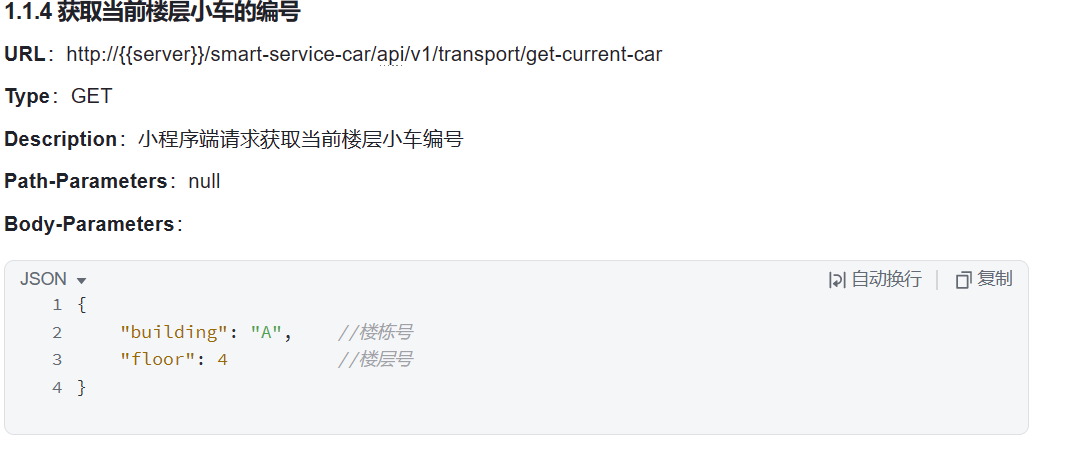 1.1.4 获取当前楼层小车的编号
URL：http://{{server}}/smart-service-car/api/v1/transport/get-current-car
Type：GET
Description：小程序端请求获取当前楼层小车编号
Path-Parameters：null
Body-Parameters：
JSON 自动换行 复制
1 {
2 "building": "A", //楼栋号
3 "floor": 4 //楼层号
4 }